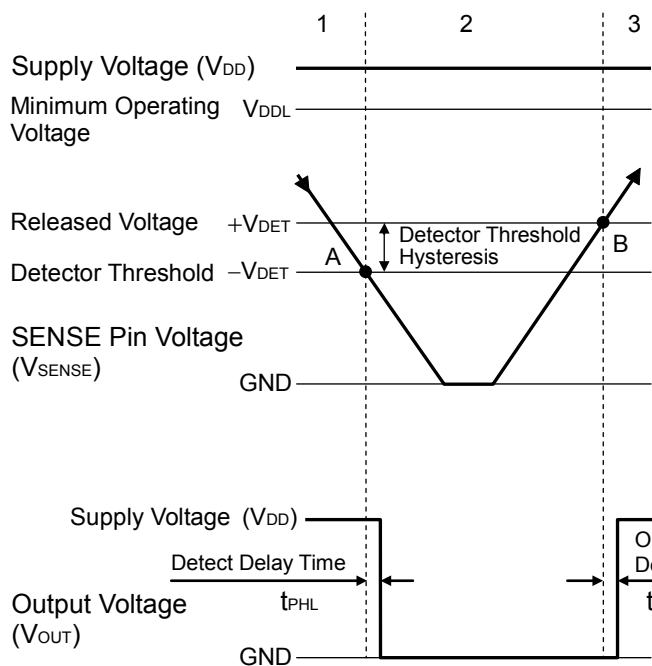 1 2 3
Supply Voltage (VDD)
Minimum Operating VDDL
Voltage
Released Voltage +VDET
Detector Threshold
Hysteresis
A
B
Detector Threshold −VDET
SENSE Pin Voltage
(VSENSE)
GND
Supply Voltage (VDD)
Detect Delay Time
tPHL
Output Voltage
(VOUT)
GND